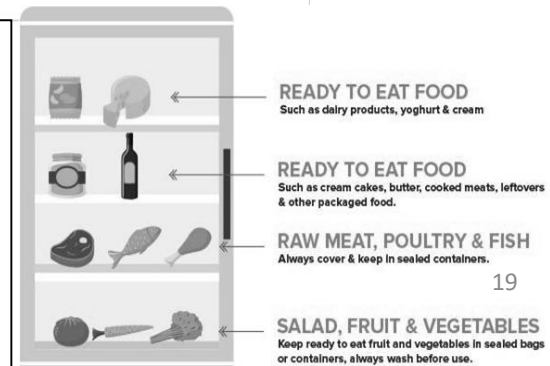 READY TO EAT FOOD
Such as dairy products, yoghurt & cream
READY TO EAT FOOD
Such as cream cakes, butter, cooked meats, leftovers
& other packaged food.
RAW MEAT, POULTRY & FISH
Always cover & keep in sealed containers.
19
SALAD, FRUIT & VEGETABLES
Keep ready to eat fruit and vegetables in sealed bags
or containers, always wash before use.